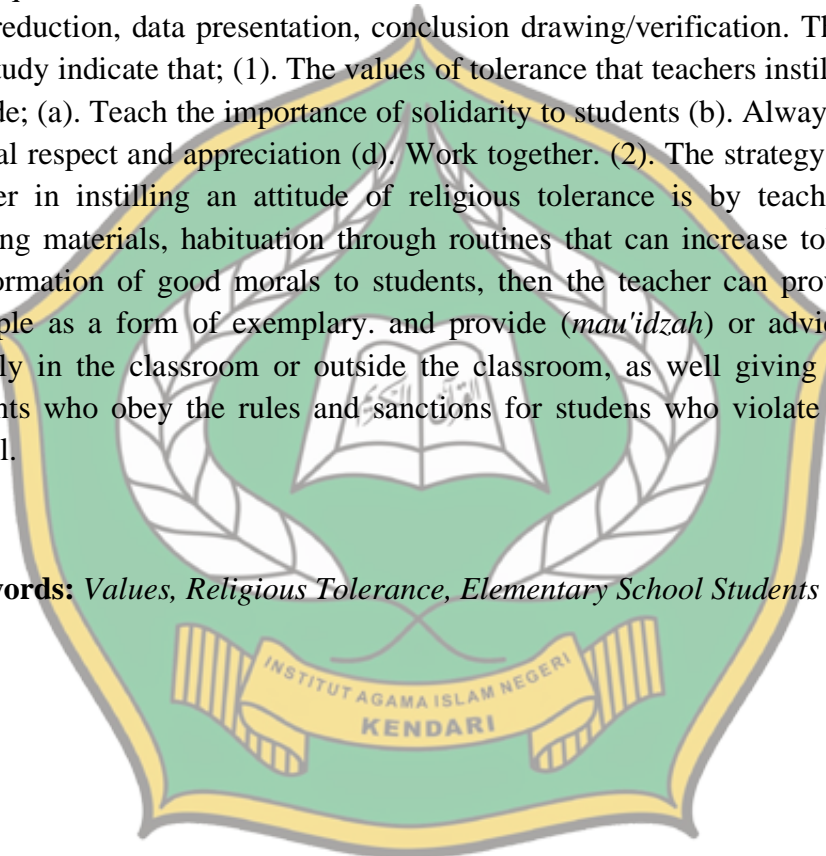 reduction, data presentation, conclusion drawing/verification. Th
tudy indicate that; (1). The values of tolerance that teachers instil
de; (a). Teach the importance of solidarity to students (b). Alway
al respect and appreciation (d). Work together. (2). The strategy
er in instilling an attitude of religious tolerance is by teach
ng materials, habituation through routines that can increase to
ormation of good morals to students, then the teacher can prov
ple as a form of exemplary. and provide (mau'idzah) or advic
ly in the classroom or outside the classroom, as well giving
nts who obey the rules and sanctions for studens who violate
l.
القرآن الكريم
words: Values, Religious Tolerance, Elementary School Students
INSTITUT AGAMA ISLAM NEGERI
KENDARI